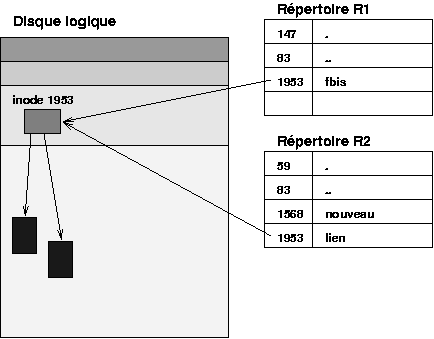 Disque logique
inode 1953
Répertoire R1
147 .
83 ..
1953 fbis
Répertoire R2
59 .
83 ..
1568 nouveau
1953 lien